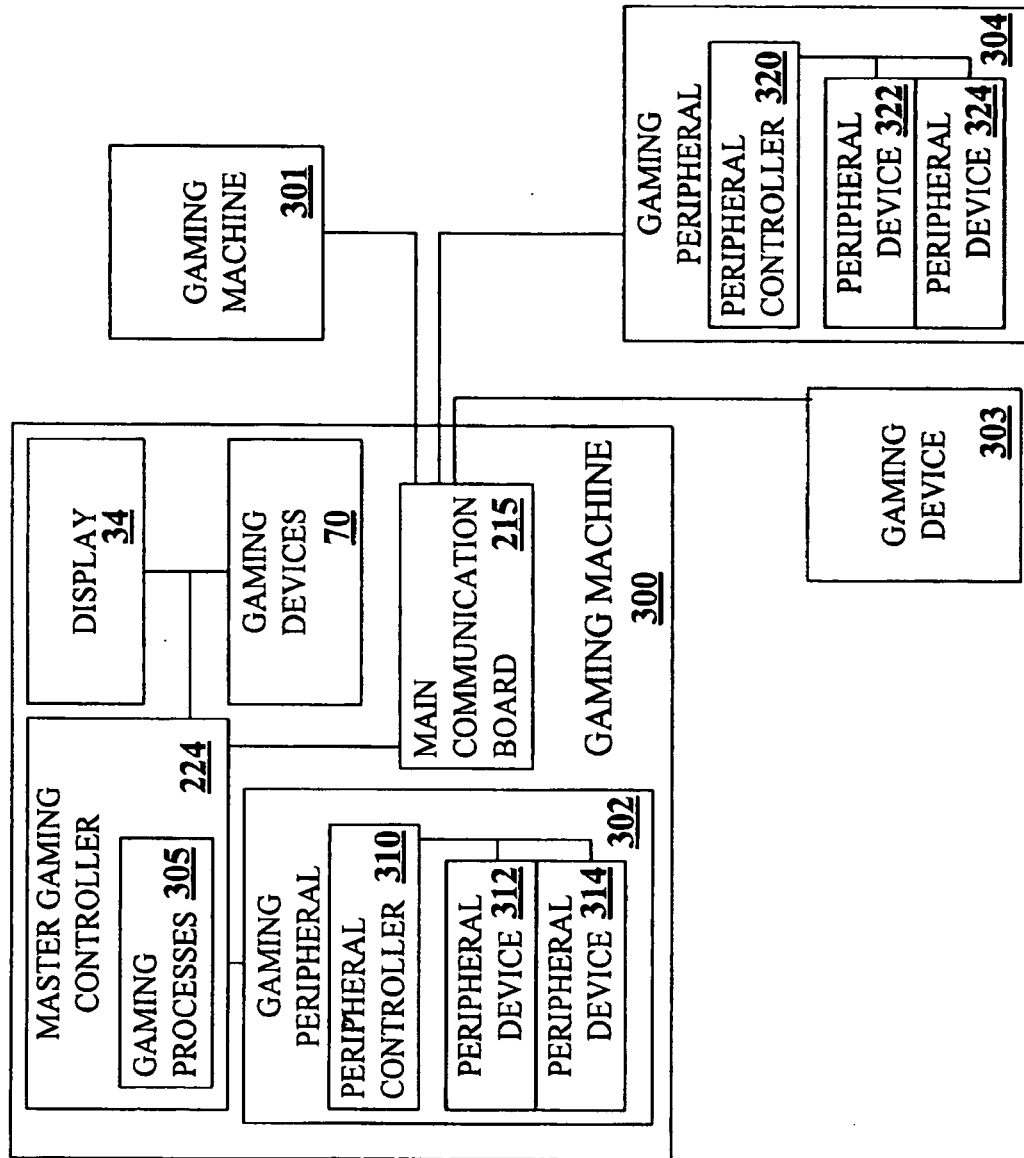 MASTER GAMING
CONTROLLER
224
GAMING
PROCESSES 305
DISPLAY
34
GAMING
DEVICES
70
GAMING
PERIPHERAL
PERIPHERAL
CONTROLLER 310
PERIPHERAL
DEVICE 312
PERIPHERAL
DEVICE 314
302
MAIN
COMMUNICATION
BOARD 215
GAMING MACHINE
300
GAMING
MACHINE
301
GAMING
DEVICE
303
GAMING
PERIPHERAL
PERIPHERAL
CONTROLLER 320
PERIPHERAL
DEVICE 322
PERIPHERAL
DEVICE 324
304